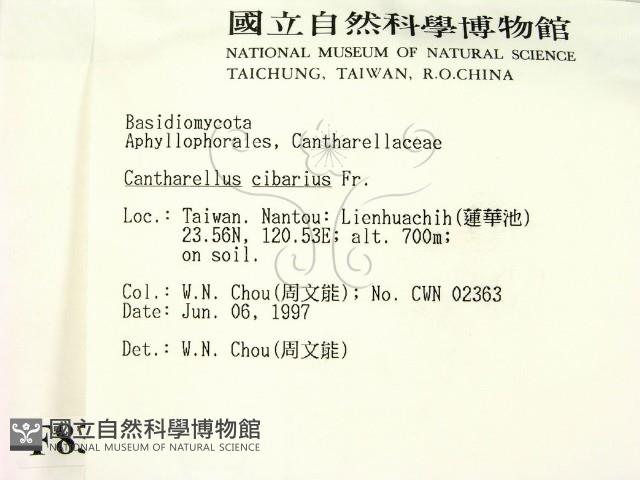 國立自然科學博物館
NATIONAL MUSEUM OF NATURAL SCIENCE
TAICHUNG, TAIWAN, R.O.CHINA
Basidiomycota
Aphyllophorales, Cantharellaceae
Cantharellus cibarius Fr.
Loc.: Taiwan. Nantou: Lienhuachih(蓮華池)
23.56N, 120.53E; alt. 700m;
on soil.
Col.: W.N. Chou(周文能); No. CWN 02363
Date: Jun. 06, 1997
Det.: W.N. Chou(周文能)
國立自然科學博物館
NATIONAL MUSEUM OF NATURAL SCIENCE